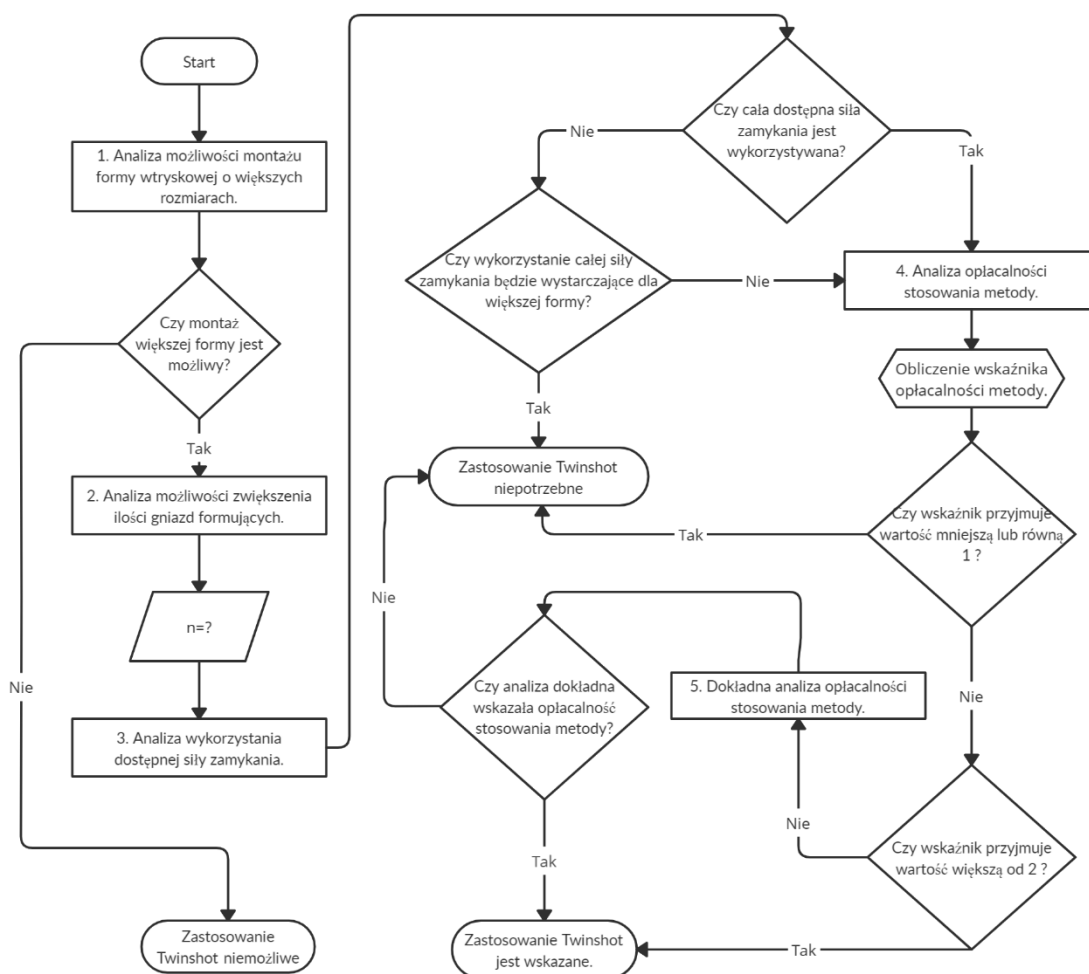 Start
1. Analiza możliwości montażu
formy wtryskowej o większych
rozmiarach.
Czy montaż
większej formy jest
możliwy?
Nie
Tak
2. Analiza możliwości zwiększenia
ilości gniazd formujących.
n=?
3. Analiza wykorzystania
dostępnej siły zamykania.
Zastosowanie
Twinshot niemożliwe
Czy cała dostępna siła
zamykania jest
wykorzystywana?
Nie
Tak
Czy wykorzystanie całej siły
zamykania będzie wystarczające dla
większej formy?
Nie
Tak
4. Analiza opłacalności
stosowania metody.
Obliczenie wskaźnika
opłacalności metody.
Zastosowanie Twinshot
niepotrzebne
Czy wskaźnik przyjmuje
wartość mniejszą lub równą
1 ?
Tak
Nie
Czy wskaźnik przyjmuje
wartość większą od 2 ?
Nie
Tak
5. Dokładna analiza opłacalności
stosowania metody.
Czy analiza dokładna
wskazała opłacalność
stosowania metody?
Nie
Tak
Zastosowanie Twinshot
jest wskazane.